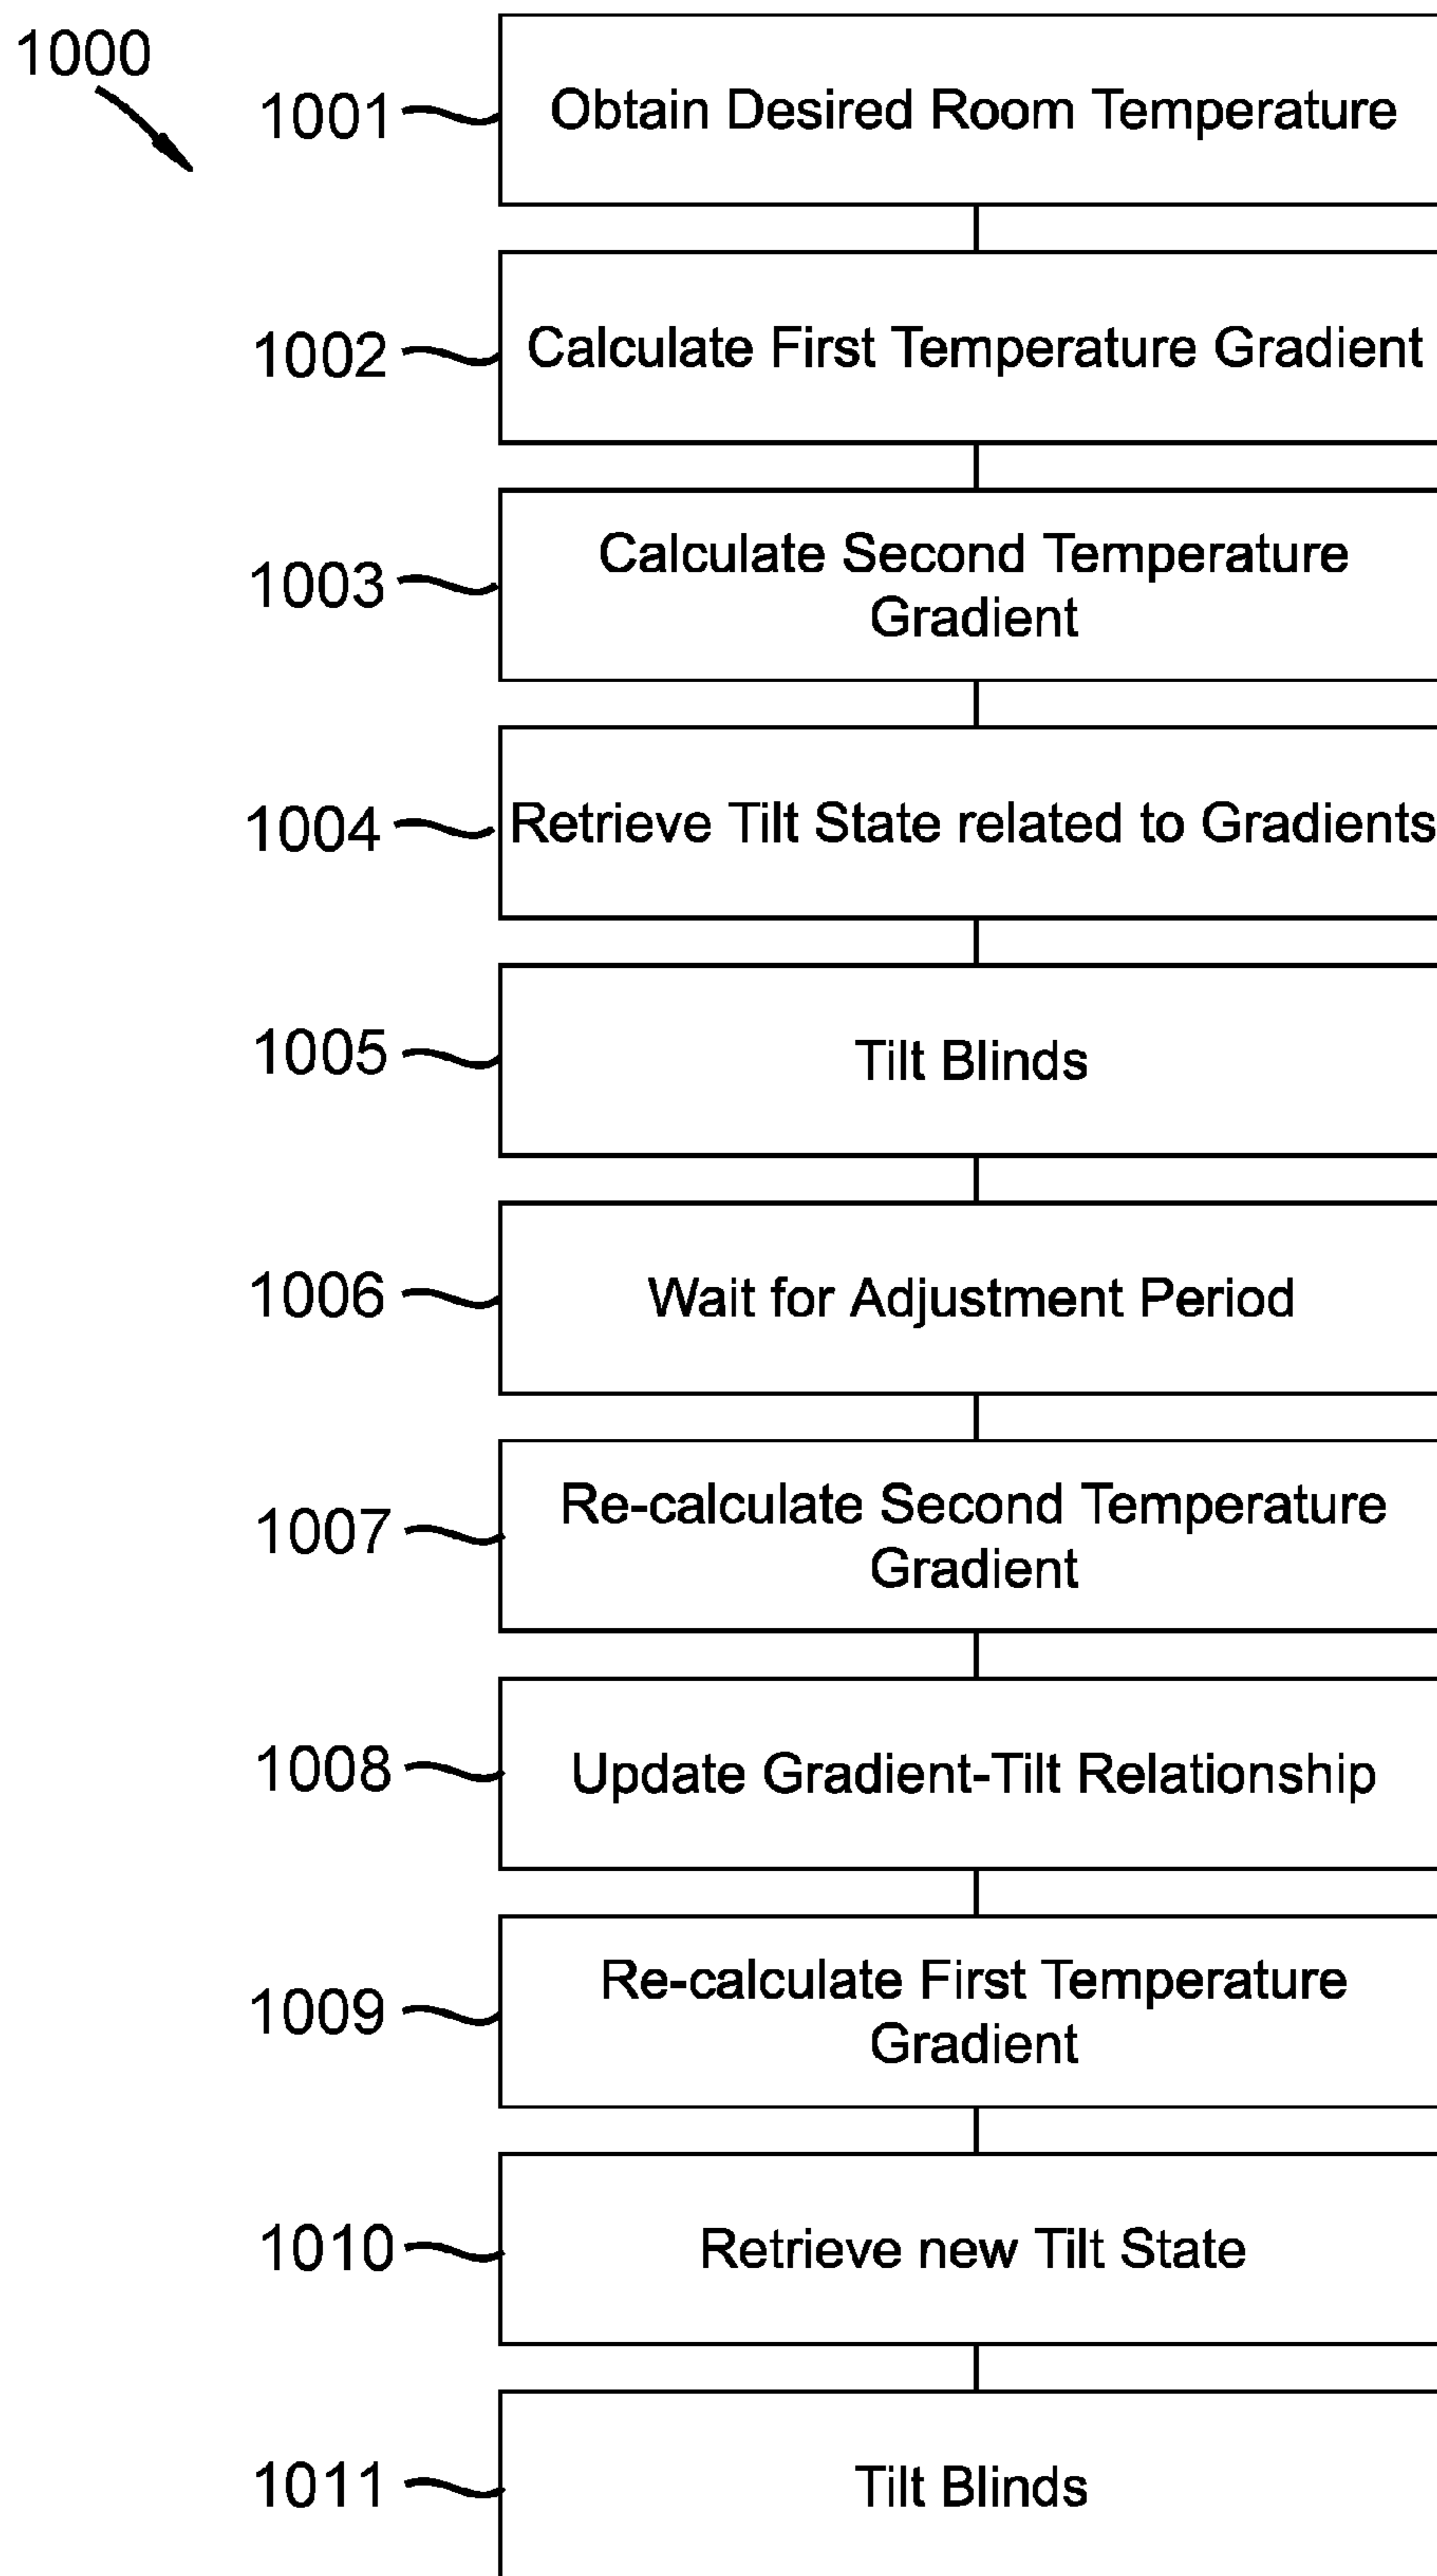 1000
1001 Obtain Desired Room Temperature
1002 Calculate First Temperature Gradient
1003 Calculate Second Temperature
Gradient
1004 Retrieve Tilt State related to Gradients
1005 Tilt Blinds
1006 Wait for Adjustment Period
1007 Re-calculate Second Temperature
Gradient
1008 Update Gradient-Tilt Relationship
1009 Re-calculate First Temperature
Gradient
1010 Retrieve new Tilt State
1011 Tilt Blinds